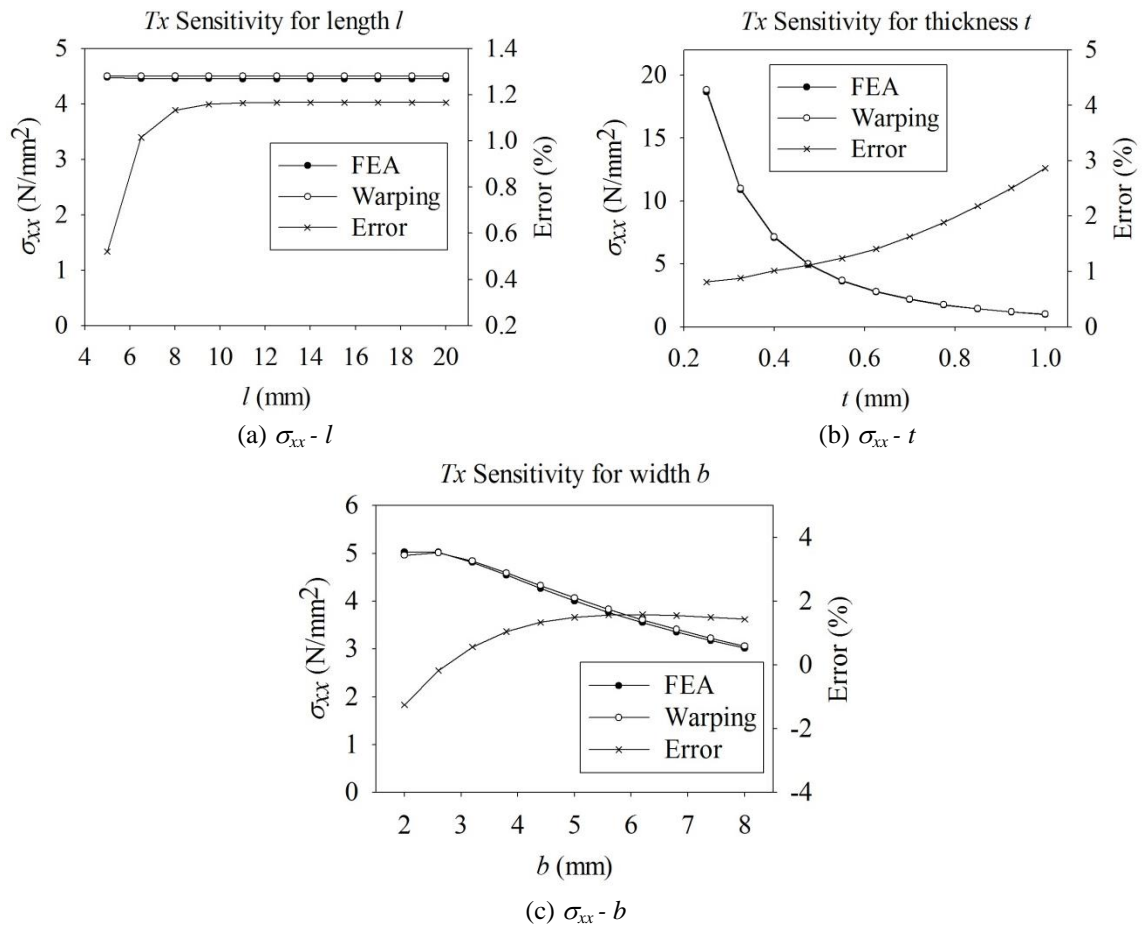 Tx Sensitivity for length l
5
4
3
2
1
0
σxx (N/mm²)
1.4
1.2
1.0
0.8
0.6
0.4
0.2
Error (%)
FEA
Warping
Error
4 6 8 10 12 14 16 18 20
l (mm)
(a) σxx - l
Tx Sensitivity for thickness t
20
15
10
5
0
σxx (N/mm²)
5
4
3
2
1
0
Error (%)
FEA
Warping
Error
0.2 0.4 0.6 0.8 1.0
t (mm)
(b) σxx - t
Tx Sensitivity for width b
6
5
4
3
2
1
0
σxx (N/mm²)
4
2
0
-2
-4
Error (%)
FEA
Warping
Error
2 3 4 5 6 7 8
b (mm)
(c) σxx - b